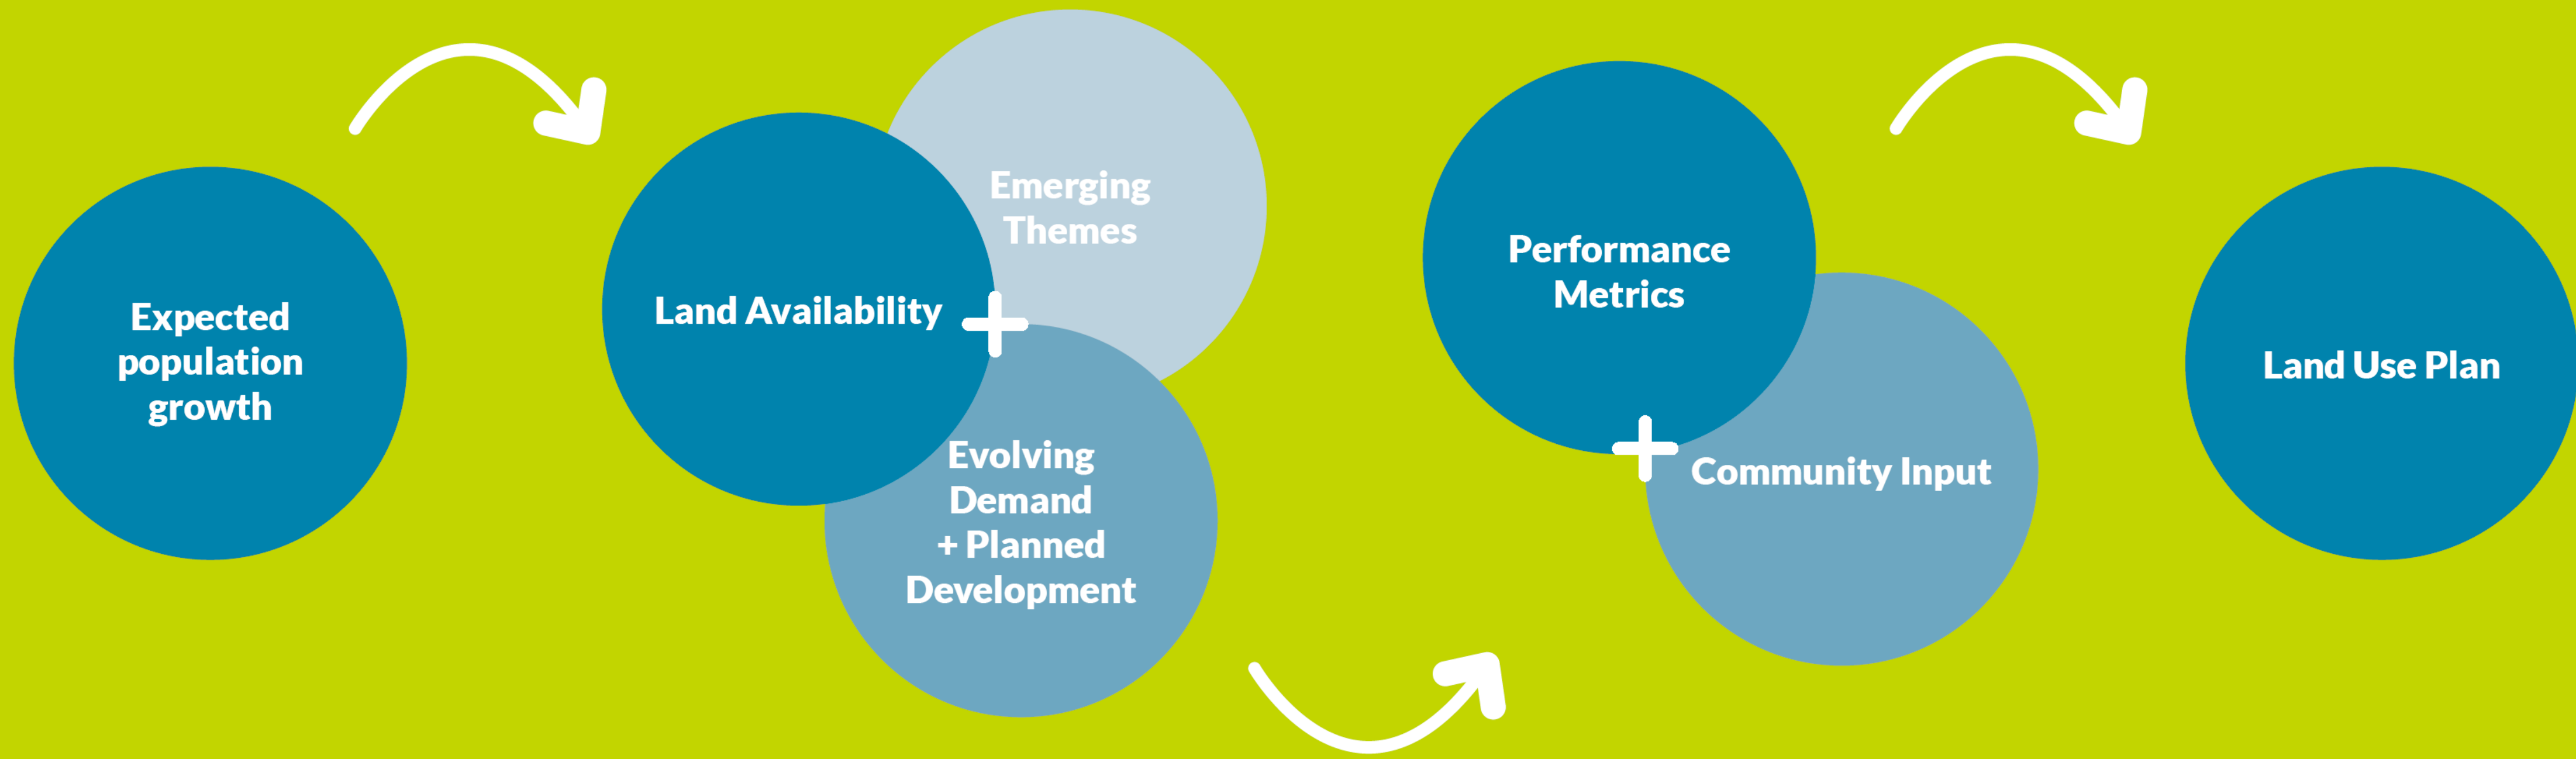 Expected
population
growth
Land Availability
Emerging
Themes
Evolving
Demand
+ Planned
Development
Performance
Metrics
Community Input
Land Use Plan